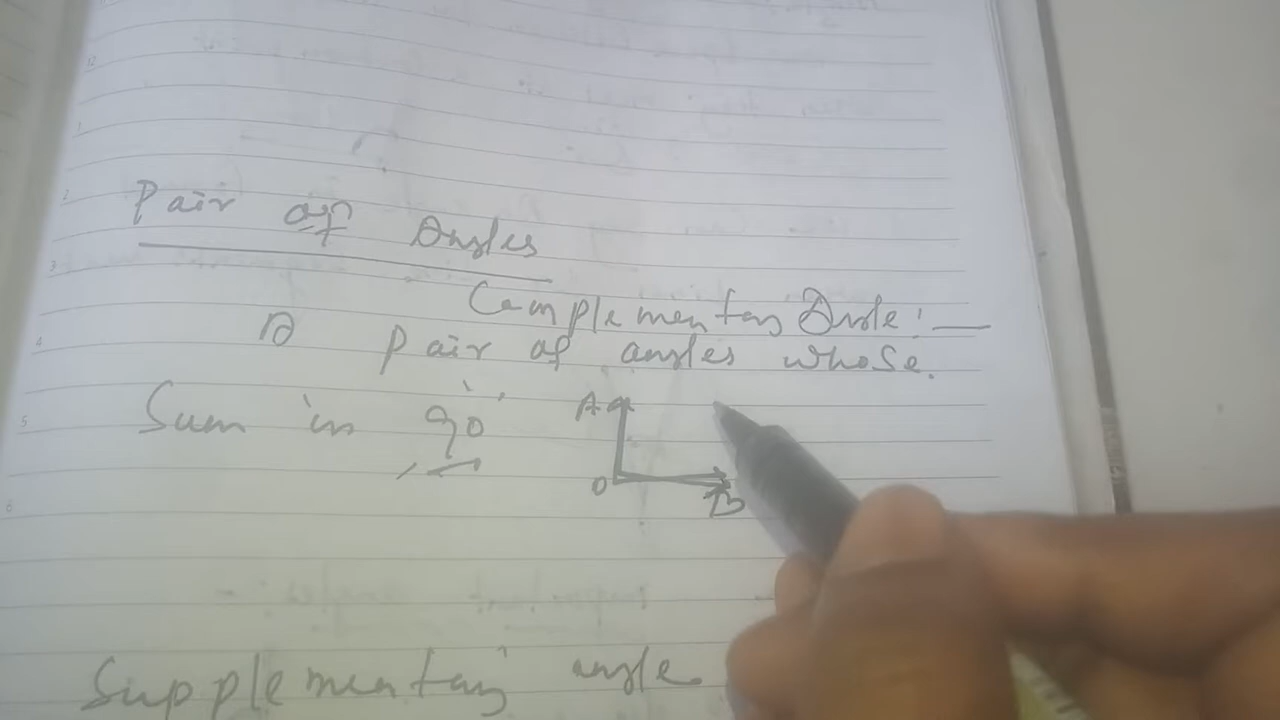 Pair of Angles
Complementary Angle:—
A pair of angles whose.
Sum is 90°
A
O
B
Supplementary angle.